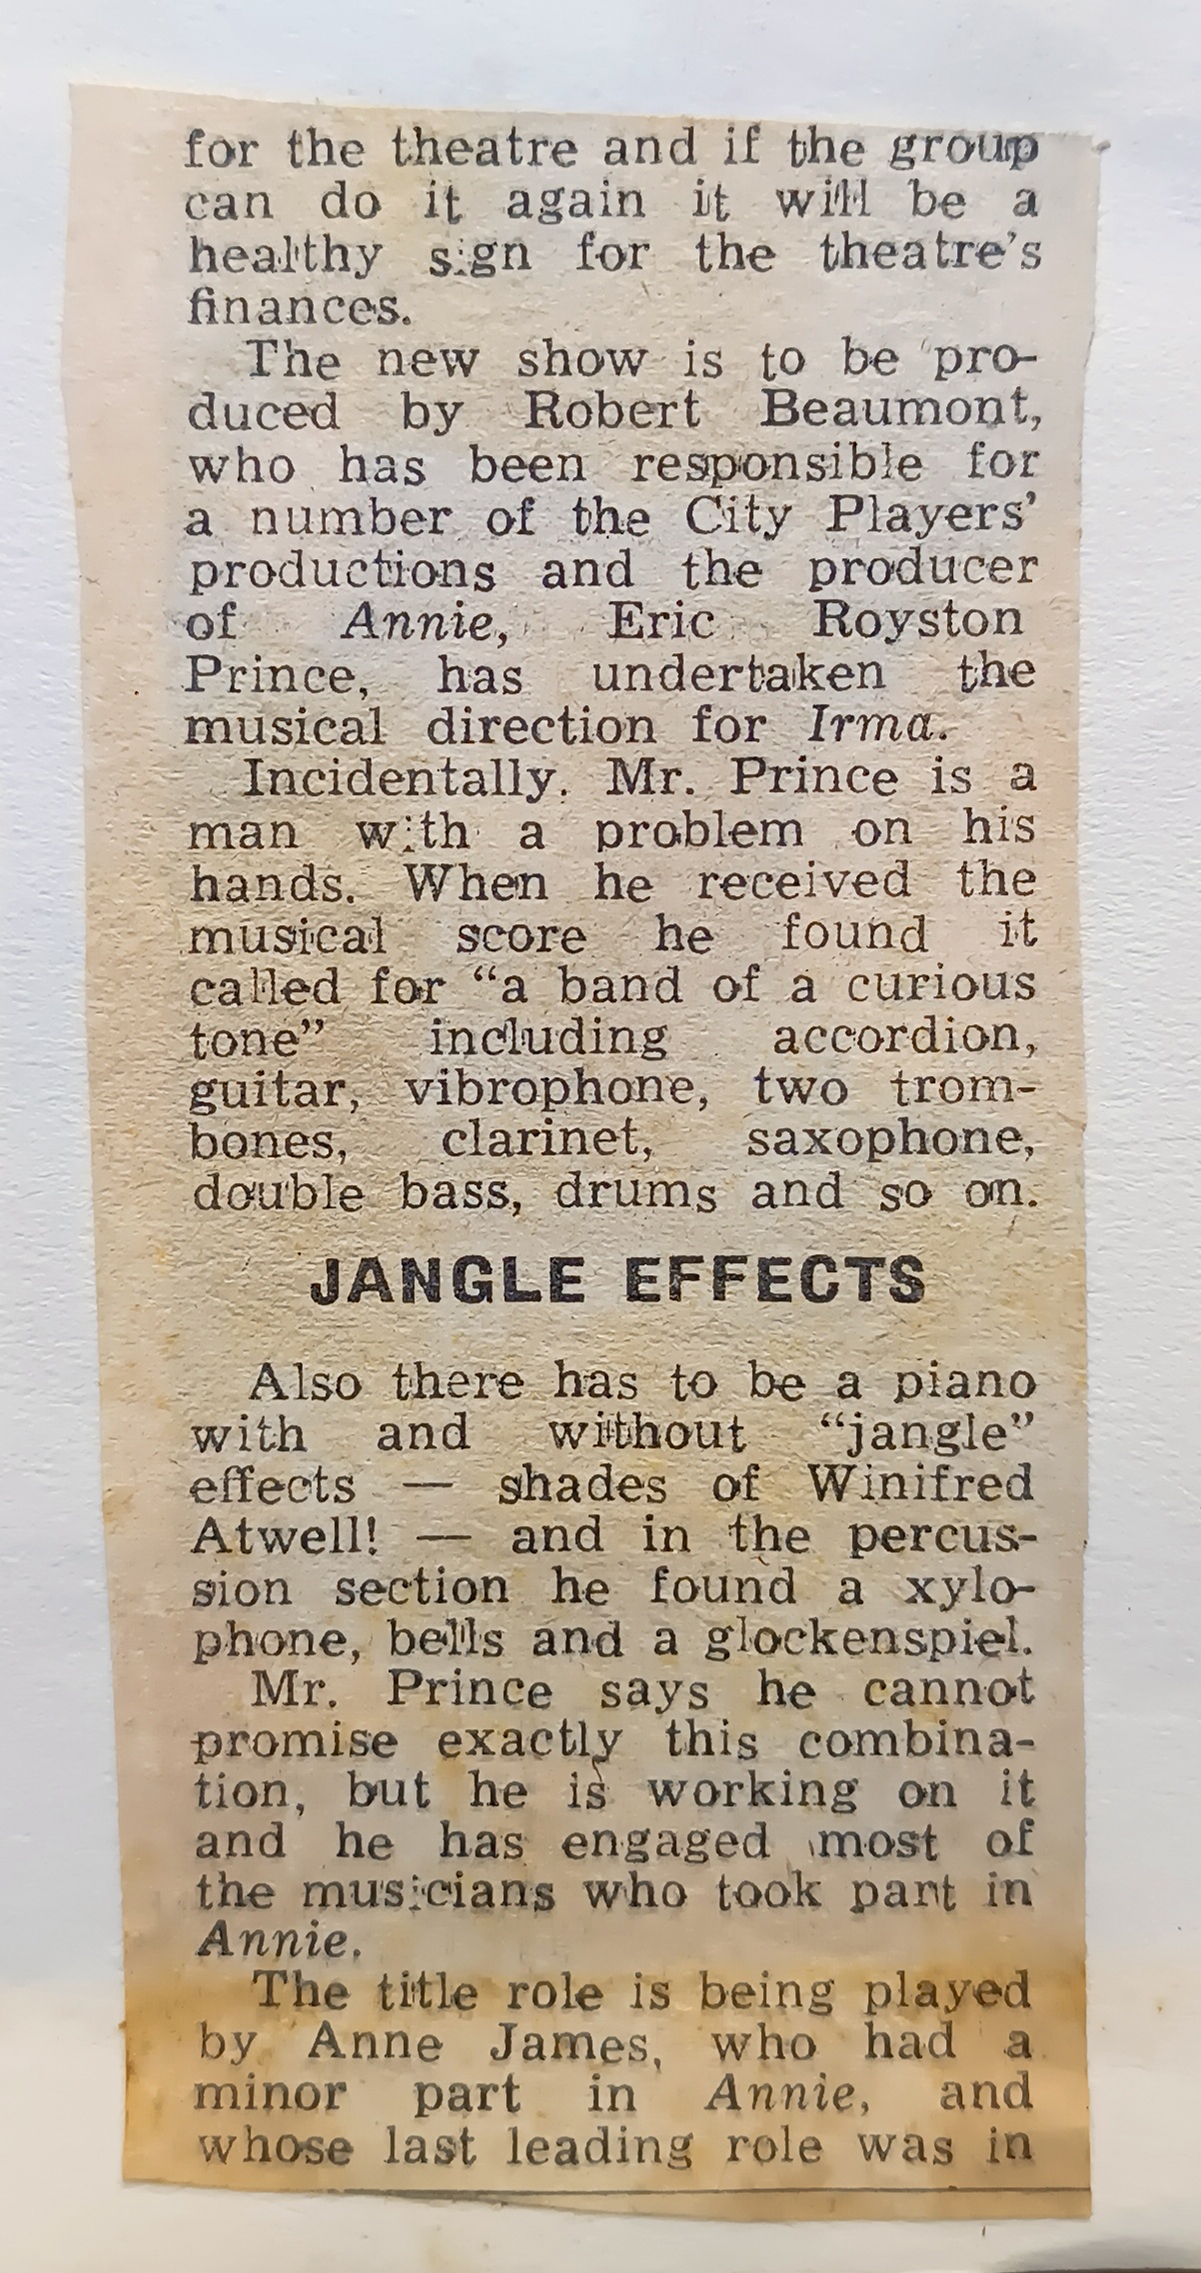 for the theatre and if the group
can do it again it will be a
healthy sign for the theatre's
finances.
The new show is to be pro-
duced by Robert Beaumont,
who has been responsible for
a number of the City Players'
productions and the producer
of Annie, Eric Royston
Prince, has undertaken the
musical direction for Irma.
Incidentally. Mr. Prince is a
man with a problem on his
hands. When he received the
musical score he found it
called for “a band of a curious
tone” including accordion,
guitar, vibrophone, two trom-
bones, clarinet, saxophone,
double bass, drums and so on.
JANGLE EFFECTS
Also there has to be a piano
with and without “jangle”
effects — shades of Winifred
Atwell! — and in the percus-
sion section he found a xylo-
phone, bells and a glockenspiel.
Mr. Prince says he cannot
promise exactly this combina-
tion, but he is working on it
and he has engaged most of
the musicians who took part in
Annie.
The title role is being played
by Anne James, who had a
minor part in Annie, and
whose last leading role was in